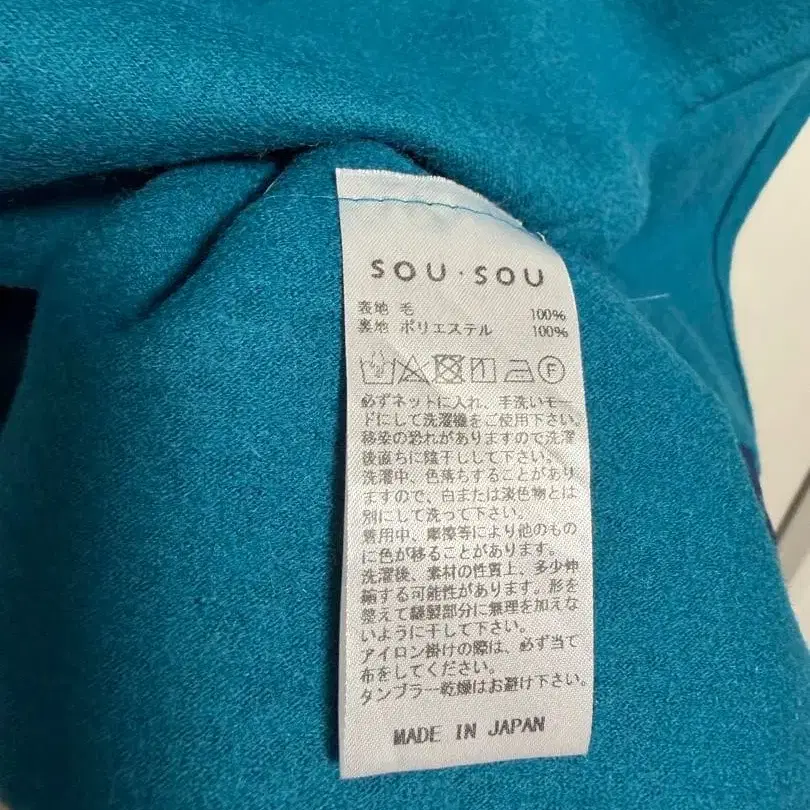 SOU・SOU
表地 毛 100%
裏地 ポリエステル 100%
F
必ずネットに入れ、手洗いモー
ドにして洗濯機をご使用下さい。
移染の恐れがありますので洗濯
後直ちに陰干しして下さい。
洗濯中、色落ちすることがあり
ますので、白または淡色物とは
別にして洗って下さい。
着用中、摩擦等により他のもの
に色が移ることがあります。
洗濯後、素材の性質上、多少伸
縮する可能性があります。形を
整えて縫製部分に無理を加えな
いように干して下さい。
アイロン掛けの際は、必ず当て
布をしてください。
タンブラー乾燥はお避け下さい。
MADE IN JAPAN